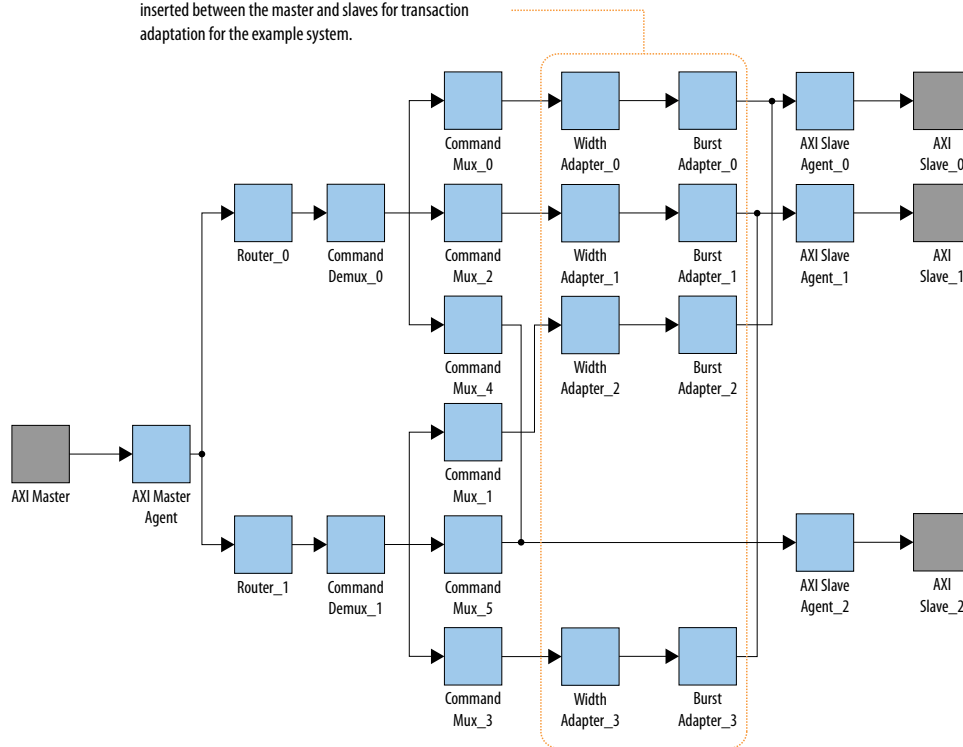 inserted between the master and slaves for transaction
adaptation for the example system.
Command
Mux_0
Width
Adapter_0
Burst
Adapter_0
AXI Slave
Agent_0
AXI
Slave_0
Router_0
Command
Demux_0
Command
Mux_2
Width
Adapter_1
Burst
Adapter_1
AXI Slave
Agent_1
AXI
Slave_1
Command
Mux_4
Width
Adapter_2
Burst
Adapter_2
AXI Master
AXI Master
Agent
Command
Mux_1
Router_1
Command
Demux_1
Command
Mux_5
AXI Slave
Agent_2
AXI
Slave_2
Command
Mux_3
Width
Adapter_3
Burst
Adapter_3